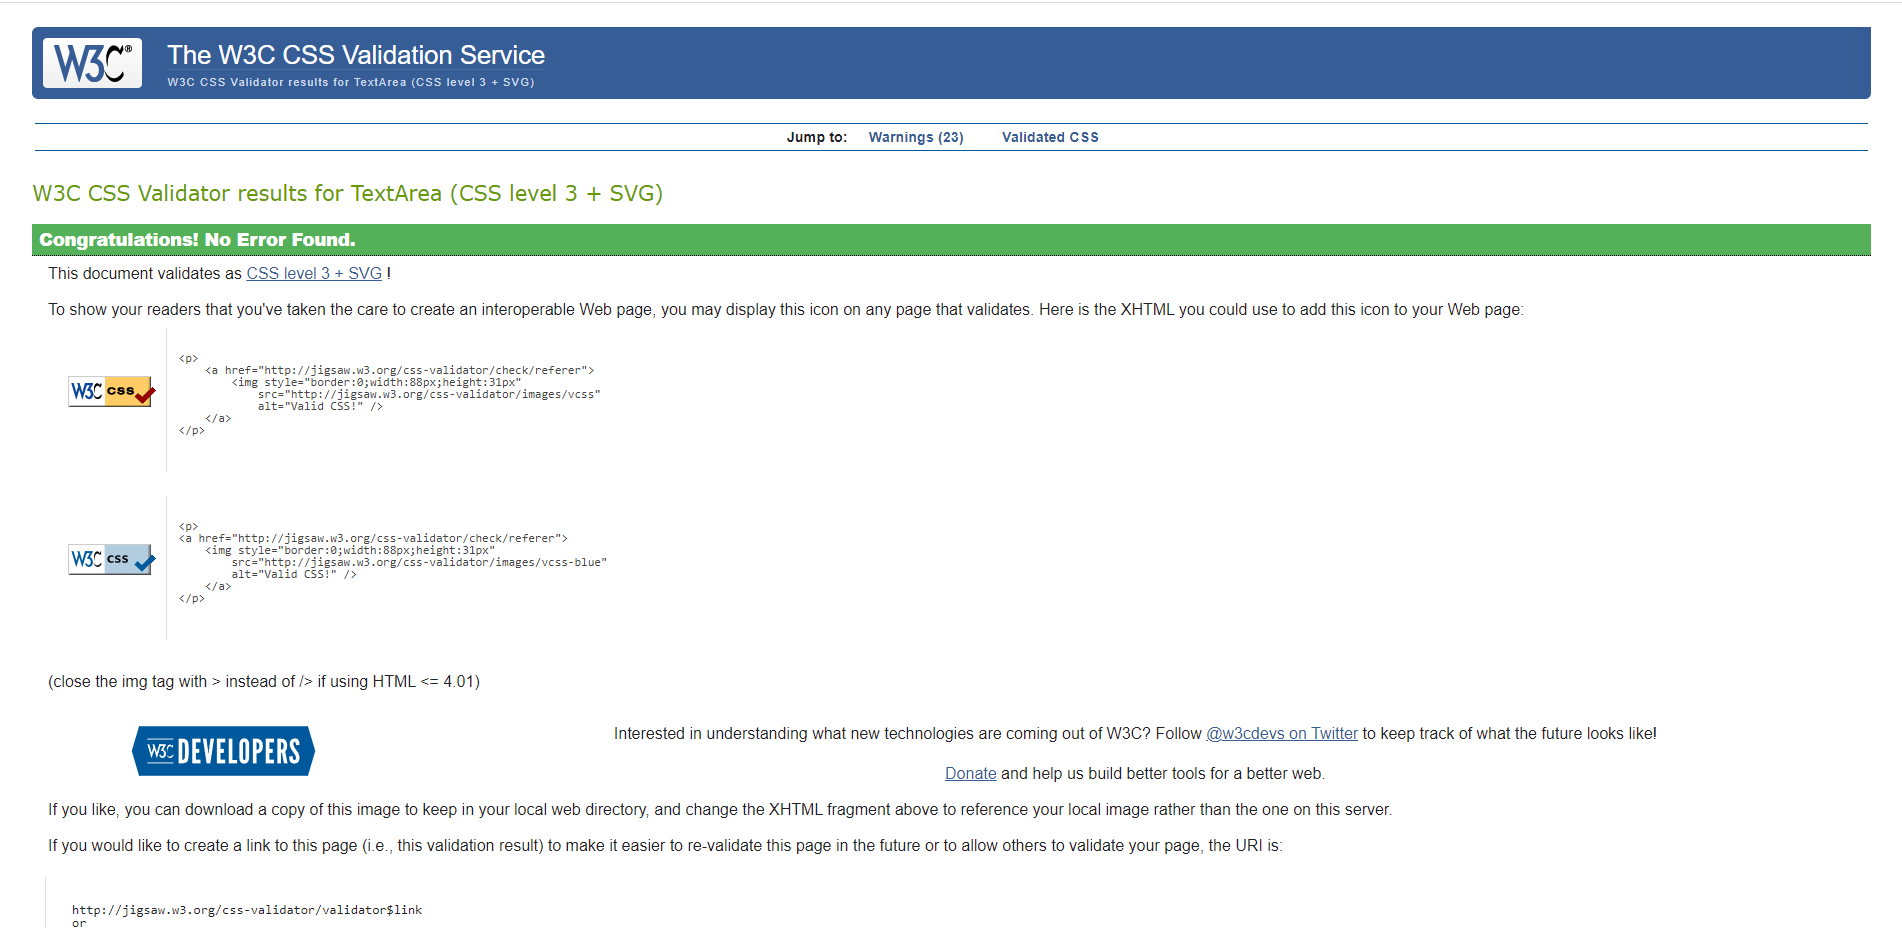 W3C®
The W3C CSS Validation Service
W3C CSS Validator results for TextArea (CSS level 3 + SVG)
Jump to: Warnings (23) Validated CSS
W3C CSS Validator results for TextArea (CSS level 3 + SVG)
Congratulations! No Error Found.
This document validates as CSS level 3 + SVG !
To show your readers that you've taken the care to create an interoperable Web page, you may display this icon on any page that validates. Here is the XHTML you could use to add this icon to your Web page:
W3C css
<p>
<a href="http://jigsaw.w3.org/css-validator/check/referer">
<img style="border:0;width:88px;height:31px"
src="http://jigsaw.w3.org/css-validator/images/vcss"
alt="Valid CSS!" />
</a>
</p>
W3C css
<p>
<a href="http://jigsaw.w3.org/css-validator/check/referer">
<img style="border:0;width:88px;height:31px"
src="http://jigsaw.w3.org/css-validator/images/vcss-blue"
alt="Valid CSS!" />
</a>
</p>
(close the img tag with > instead of /> if using HTML <= 4.01)
W3C DEVELOPERS
Interested in understanding what new technologies are coming out of W3C? Follow @w3cdevs on Twitter to keep track of what the future looks like!
Donate and help us build better tools for a better web.
If you like, you can download a copy of this image to keep in your local web directory, and change the XHTML fragment above to reference your local image rather than the one on this server.
If you would like to create a link to this page (i.e., this validation result) to make it easier to re-validate this page in the future or to allow others to validate your page, the URI is:
http://jigsaw.w3.org/css-validator/validator$link
or